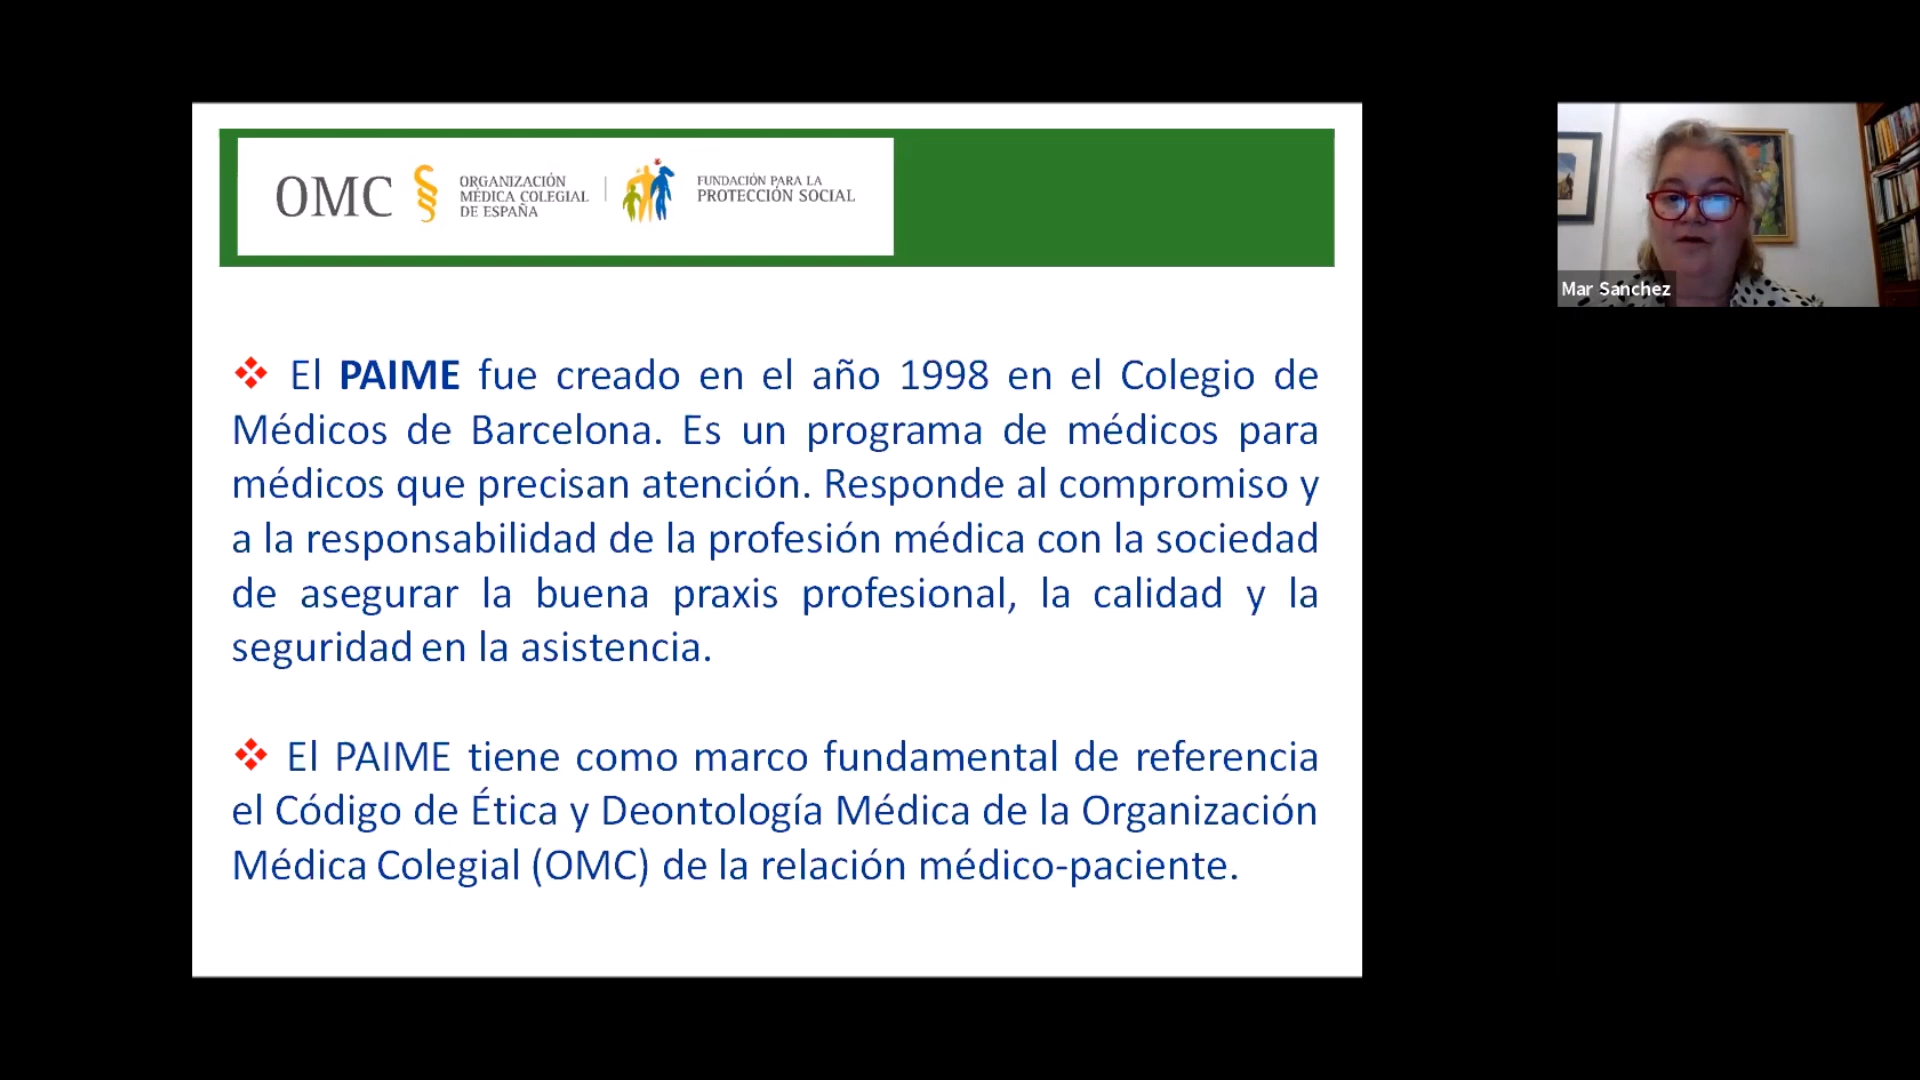 OMC
ORGANIZACIÓN
MÉDICA COLEGIAL
DE ESPAÑA
FUNDACIÓN PARA LA
PROTECCIÓN SOCIAL
El PAIME fue creado en el año 1998 en el Colegio de
Médicos de Barcelona. Es un programa de médicos para
médicos que precisan atención. Responde al compromiso y
a la responsabilidad de la profesión médica con la sociedad
de asegurar la buena praxis profesional, la calidad y la
seguridad en la asistencia.
El PAIME tiene como marco fundamental de referencia
el Código de Ética y Deontología Médica de la Organización
Médica Colegial (OMC) de la relación médico-paciente.
Mar Sanchez